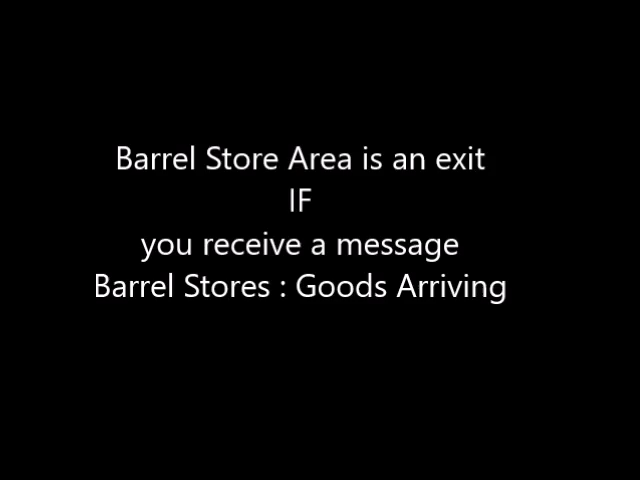 Barrel Store Area is an exit
IF
you receive a message
Barrel Stores : Goods Arriving